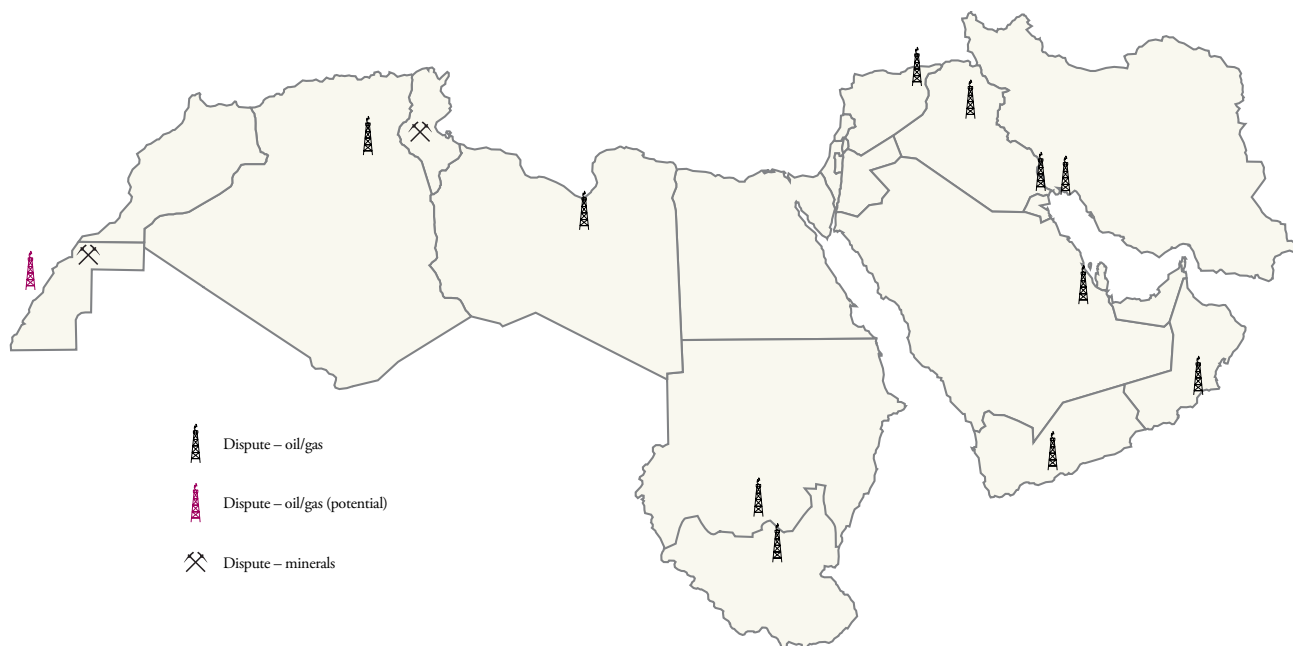 Dispute – oil/gas
Dispute – oil/gas (potential)
Dispute – minerals